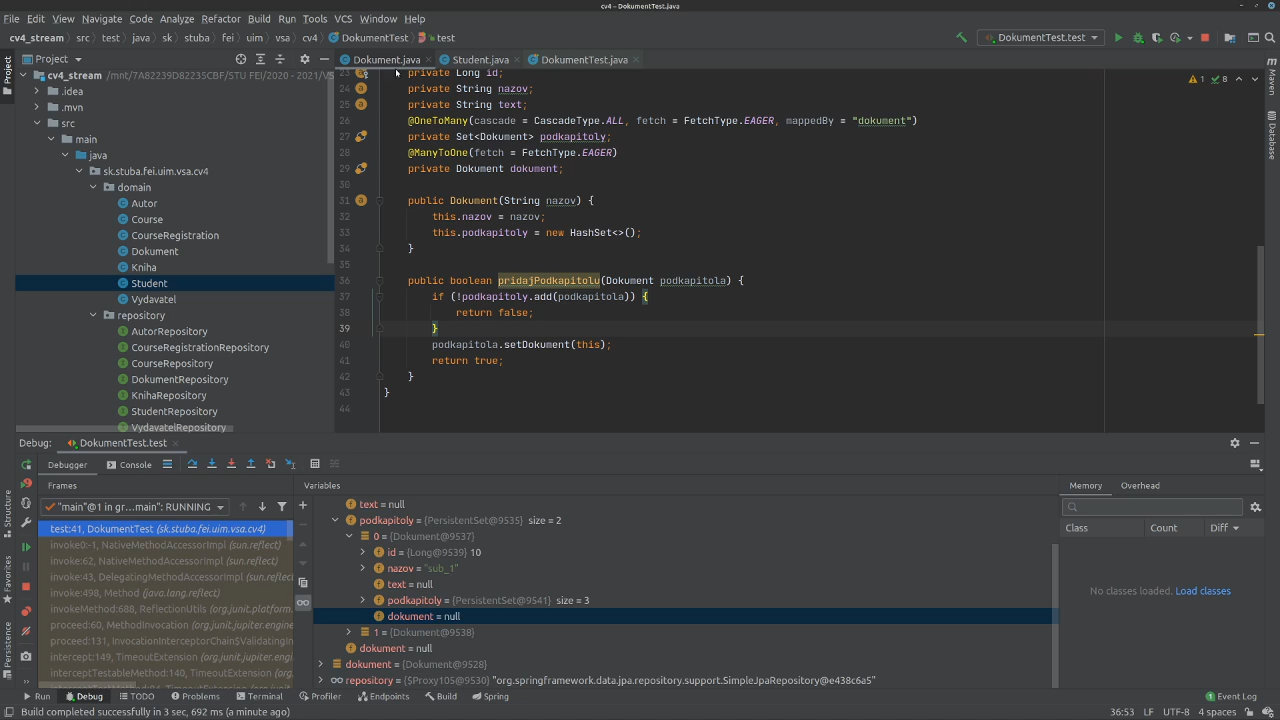 cv4 – DokumentTest.java
File Edit View Navigate Code Analyze Refactor Build Run Tools VCS Window Help
cv4_stream src test java sk stuba fei uim vsa cv4 DokumentTest test
DokumentTest.test
Project
Dokument.java Student.java DokumentTest.java
cv4_stream /mnt/7A82239D82235CBF/STU FEI/2020 - 2021/VS
.idea
.mvn
src
main
java
sk.stuba.fei.uim.vsa.cv4
domain
Autor
Course
CourseRegistration
Dokument
Kniha
Student
Vydavatel
repository
AutorRepository
CourseRegistrationRepository
CourseRepository
DokumentRepository
KnihaRepository
StudentRepository
VydavatelRepository
1 8
23 private Long id;
24 private String nazov;
25 private String text;
26 @OneToMany(cascade = CascadeType.ALL, fetch = FetchType.EAGER, mappedBy = "dokument")
27 private Set<Dokument> podkapitoly;
28 @ManyToOne(fetch = FetchType.EAGER)
29 private Dokument dokument;
30
31 public Dokument(String nazov) {
32 this.nazov = nazov;
33 this.podkapitoly = new HashSet<>();
34 }
35
36 public boolean pridajPodkapitolu(Dokument podkapitola) {
37 if (!podkapitoly.add(podkapitola)) {
38 return false;
39 }
40 podkapitola.setDokument(this);
41 return true;
42 }
43 }
44
Project
Structure
Favorites
Persistence
Maven
Database
Debug: DokumentTest.test
Debugger Console
Frames
"main"@1 in gr..."main": RUNNING
test:41, DokumentTest (sk.stuba.fei.uim.vsa.cv4)
invoke0:-1, NativeMethodAccessorImpl (sun.reflect)
invoke:62, NativeMethodAccessorImpl (sun.reflect)
invoke:43, DelegatingMethodAccessorImpl (sun.reflec
invoke:498, Method (java.lang.reflect)
invokeMethod:688, ReflectionUtils (org.junit.platform.
proceed:60, MethodInvocation (org.junit.jupiter.engin
proceed:131, InvocationInterceptorChain$ValidatingIn
intercept:149, TimeoutExtension (org.junit.jupiter.eng
interceptTestableMethod:140, TimeoutExtension (org.
Variables
text = null
podkapitoly = {PersistentSet@9535} size = 2
0 = {Dokument@9537}
id = {Long@9539} 10
nazov = "sub_1"
text = null
podkapitoly = {PersistentSet@9541} size = 3
dokument = null
1 = {Dokument@9538}
dokument = null
dokument = {Dokument@9528}
repository = {$Proxy105@9530} "org.springframework.data.jpa.repository.support.SimpleJpaRepository@e438c6a5"
Memory Overhead
Class Count Diff
No classes loaded. Load classes
Run Debug TODO Problems Terminal Profiler Endpoints Build Spring Event Log
Build completed successfully in 3 sec, 692 ms (a minute ago)
36:53 LF UTF-8 4 spaces